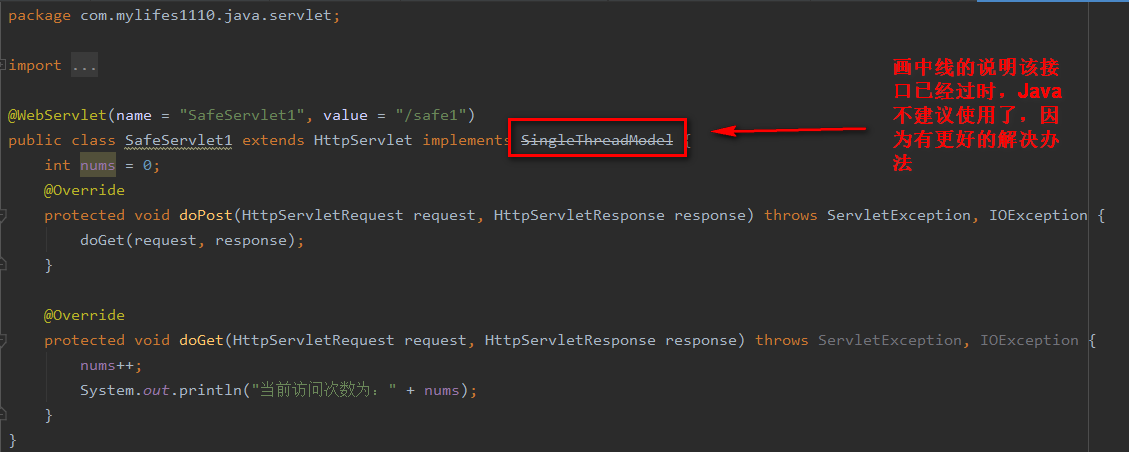 package com.mylifes1110.java.servlet;
import ...
@WebServlet(name = "SafeServlet1", value = "/safe1")
public class SafeServlet1 extends HttpServlet implements SingleThreadModel {
int nums = 0;
@Override
protected void doPost(HttpServletRequest request, HttpServletResponse response) throws ServletException, IOException {
doGet(request, response);
}
@Override
protected void doGet(HttpServletRequest request, HttpServletResponse response) throws ServletException, IOException {
nums++;
System.out.println("当前访问次数为：" + nums);
}
}
画中线的说明该接
口已经过时，Java
不建议使用了，因
为有更好的解决办
法